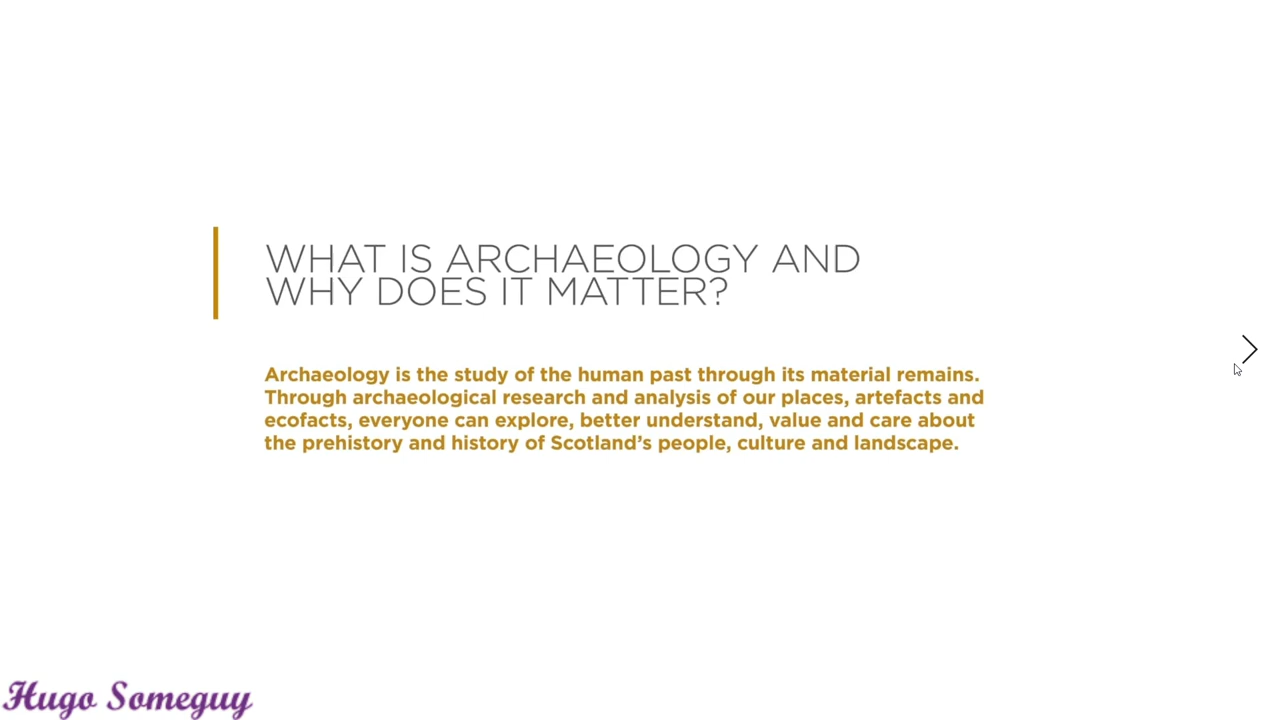 WHAT IS ARCHAEOLOGY AND
WHY DOES IT MATTER?
Archaeology is the study of the human past through its material remains.
Through archaeological research and analysis of our places, artefacts and
ecofacts, everyone can explore, better understand, value and care about
the prehistory and history of Scotland’s people, culture and landscape.
Hugo Someguy